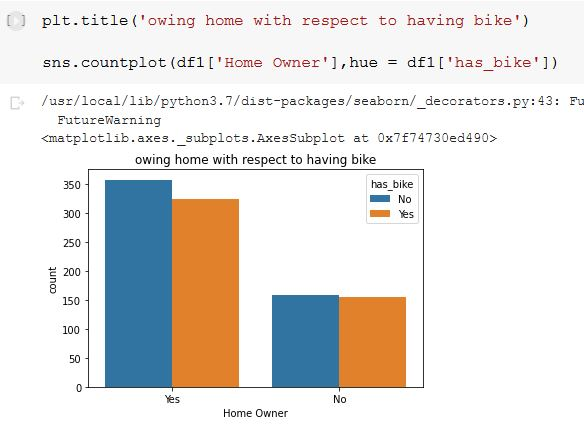 [ ] plt.title('owing home with respect to having bike')
sns.countplot(df1['Home Owner'],hue = df1['has_bike'])
/usr/local/lib/python3.7/dist-packages/seaborn/_decorators.py:43: Fu
FutureWarning
<matplotlib.axes._subplots.AxesSubplot at 0x7f74730ed490>
owing home with respect to having bike
has_bike
No
Yes
350
300
250
200
150
100
50
0
count
Yes No
Home Owner